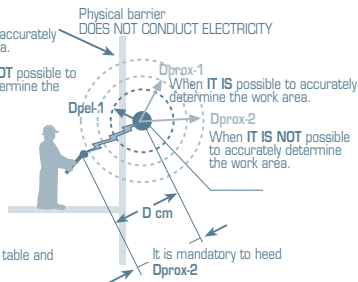 Physical barrier
DOES NOT CONDUCT ELECTRICITY
accurately
a.
OT possible to
ermine the
Dprox-1
When IT IS possible to accurately
determine the work area.
Dpel-1
Dprox-2
When IT IS NOT possible
to accurately determine
the work area.
D cm
table and
It is mandatory to heed
Dprox-2